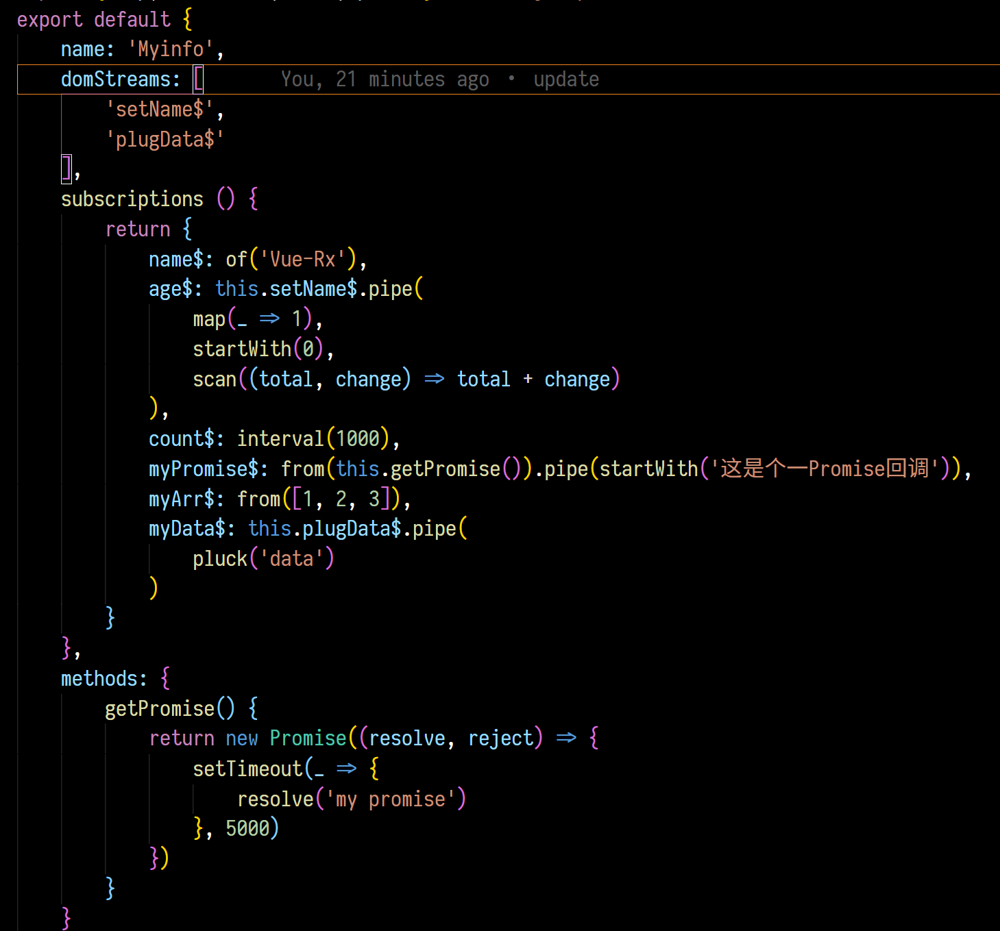 export default {
    name: 'Myinfo',
    domStreams: [       You, 21 minutes ago • update
        'setName$',
        'plugData$'
    ],
    subscriptions () {
        return {
            name$: of('Vue-Rx'),
            age$: this.setName$.pipe(
                map(_ => 1),
                startWith(0),
                scan((total, change) => total + change)
            ),
            count$: interval(1000),
            myPromise$: from(this.getPromise()).pipe(startWith('这是个一Promise回调')),
            myArr$: from([1, 2, 3]),
            myData$: this.plugData$.pipe(
                pluck('data')
            )
        }
    },
    methods: {
        getPromise() {
            return new Promise((resolve, reject) => {
                setTimeout(_ => {
                    resolve('my promise')
                }, 5000)
            })
        }
    }